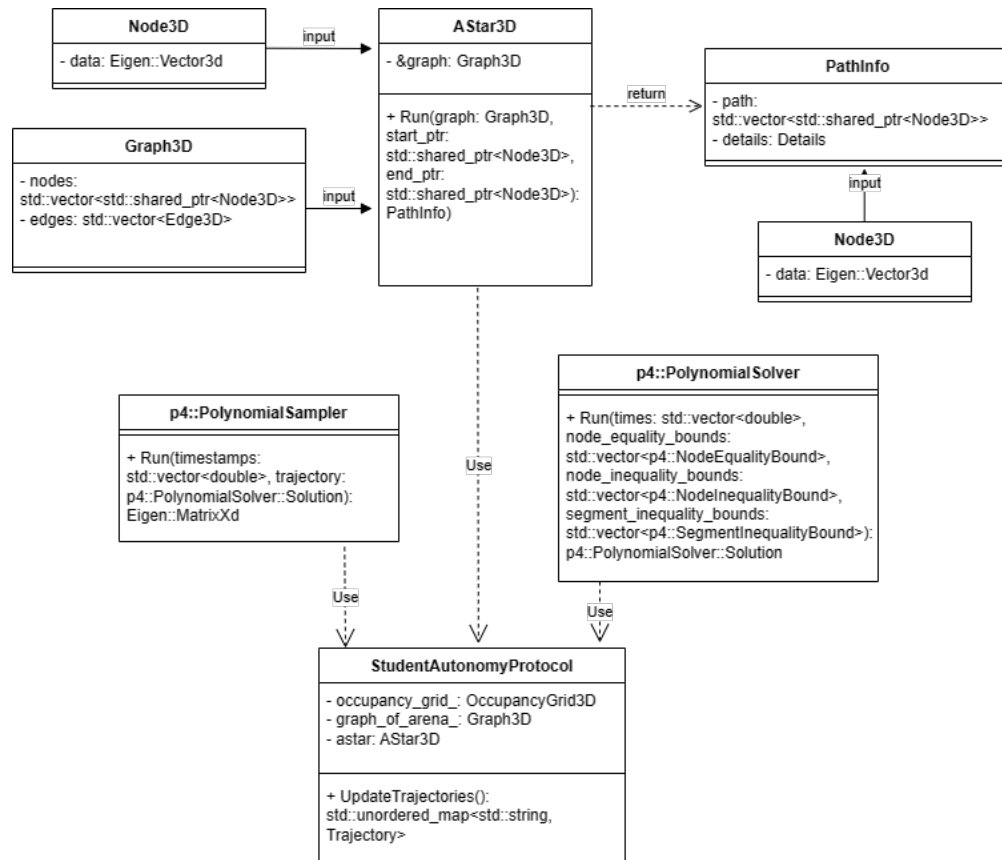 Node3D
- data: Eigen::Vector3d
input
AStar3D
- &graph: Graph3D
+ Run(graph: Graph3D,
start_ptr:
std::shared_ptr<Node3D>,
end_ptr:
std::shared_ptr<Node3D>):
PathInfo)
return
PathInfo
- path:
std::vector<std::shared_ptr<Node3D>>
- details: Details
Graph3D
- nodes:
std::vector<std::shared_ptr<Node3D>>
- edges: std::vector<Edge3D>
input
input
Node3D
- data: Eigen::Vector3d
p4::PolynomialSampler
+ Run(timestamps:
std::vector<double>, trajectory:
p4::PolynomialSolver::Solution):
Eigen::MatrixXd
Use
p4::PolynomialSolver
+ Run(times: std::vector<double>,
node_equality_bounds:
std::vector<p4::NodeEqualityBound>,
node_inequality_bounds:
std::vector<p4::NodeInequalityBound>,
segment_inequality_bounds:
std::vector<p4::SegmentInequalityBound>):
p4::PolynomialSolver::Solution
Use
Use
StudentAutonomyProtocol
- occupancy_grid_: OccupancyGrid3D
- graph_of_arena_: Graph3D
- astar: AStar3D
+ UpdateTrajectories():
std::unordered_map<std::string,
Trajectory>